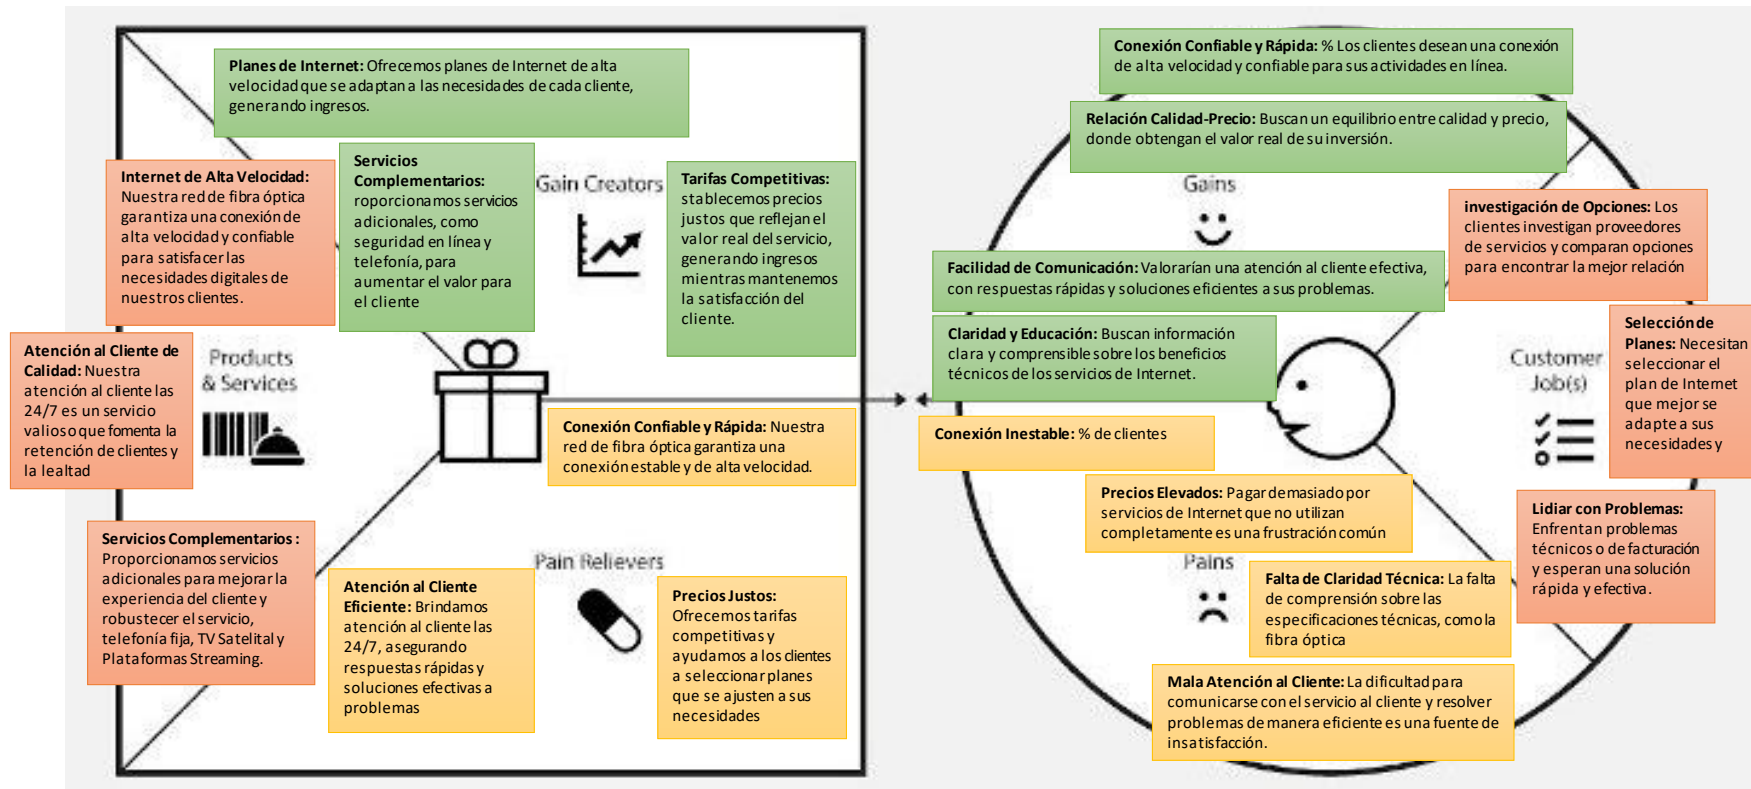 Planes de Internet: Ofrecemos planes de Internet de alta
velocidad que se adaptan a las necesidades de cada cliente,
generando ingresos.
Internet de Alta Velocidad:
Nuestra red de fibra óptica
garantiza una conexión de
alta velocidad y confiable
para satisfacer las
necesidades digitales de
nuestros clientes.
Servicios
Complementarios:
roporcionamos servicios
adicionales, como
seguridad en línea y
telefonía, para
aumentar el valor para
el cliente
Gain Creators
Tarifas Competitivas:
stablecemos precios
justos que reflejan el
valor real del servicio,
generando ingresos
mientras mantenemos
la satisfacción del
cliente.
Atención al Cliente de
Calidad: Nuestra
atención al cliente las
24/7 es un servicio
valioso que fomenta la
retención de clientes y
la lealtad
Products
& Services
Conexión Confiable y Rápida: Nuestra
red de fibra óptica garantiza una
conexión estable y de alta velocidad.
Servicios Complementarios :
Proporcionamos servicios
adicionales para mejorar la
experiencia del cliente y
robustecer el servicio,
telefonía fija, TV Satelital y
Plataformas Streaming.
Atención al Cliente
Eficiente: Brindamos
atención al cliente las
24/7, asegurando
respuestas rápidas y
soluciones efectivas a
problemas
Pain Relievers
Precios Justos:
Ofrecemos tarifas
competitivas y
ayudamos a los clientes
a seleccionar planes
que se ajusten a sus
necesidades
Conexión Confiable y Rápida: % Los clientes desean una conexión
de alta velocidad y confiable para sus actividades en línea.
Relación Calidad-Precio: Buscan un equilibrio entre calidad y precio,
donde obtengan el valor real de su inversión.
Gains
investigación de Opciones: Los
clientes investigan proveedores
de servicios y comparan opciones
para encontrar la mejor relación
Facilidad de Comunicación: Valorarían una atención al cliente efectiva,
con respuestas rápidas y soluciones eficientes a sus problemas.
Claridad y Educación: Buscan información
clara y comprensible sobre los beneficios
técnicos de los servicios de Internet.
Customer
Job(s)
Selección de
Planes: Necesitan
seleccionar el
plan de Internet
que mejor se
adapte a sus
necesidades y
Conexión Inestable: % de clientes
Precios Elevados: Pagar demasiado por
servicios de Internet que no utilizan
completamente es una frustración común
Lidiar con Problemas:
Enfrentan problemas
técnicos o de facturación
y esperan una solución
rápida y efectiva.
Pains
Falta de Claridad Técnica: La falta
de comprensión sobre las
especificaciones técnicas, como la
fibra óptica
Mala Atención al Cliente: La dificultad para
comunicarse con el servicio al cliente y resolver
problemas de manera eficiente es una fuente de
insatisfacción.